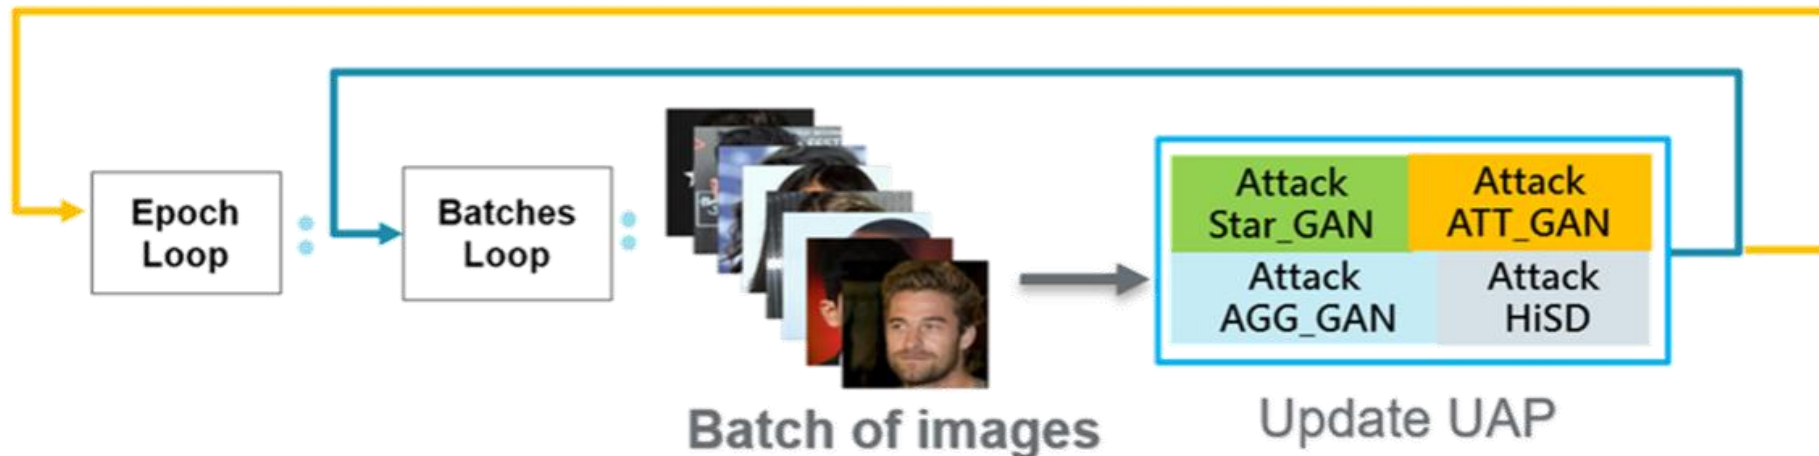 Epoch
Loop
Batches
Loop
Batch of images
Attack
Star_GAN
Attack
ATT_GAN
Attack
AGG_GAN
Attack
HiSD
Update UAP